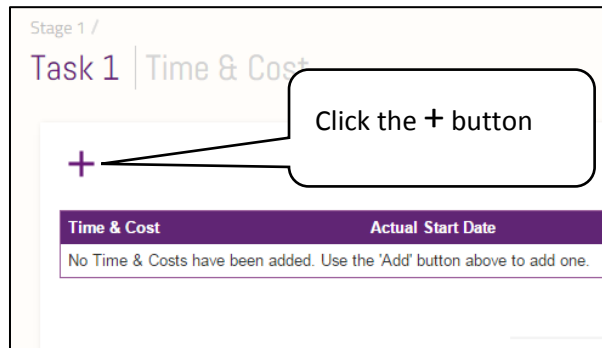 Stage 1 /
Task 1 Time & Cost
Click the + button
+
Time & Cost Actual Start Date
No Time & Costs have been added. Use the 'Add' button above to add one.